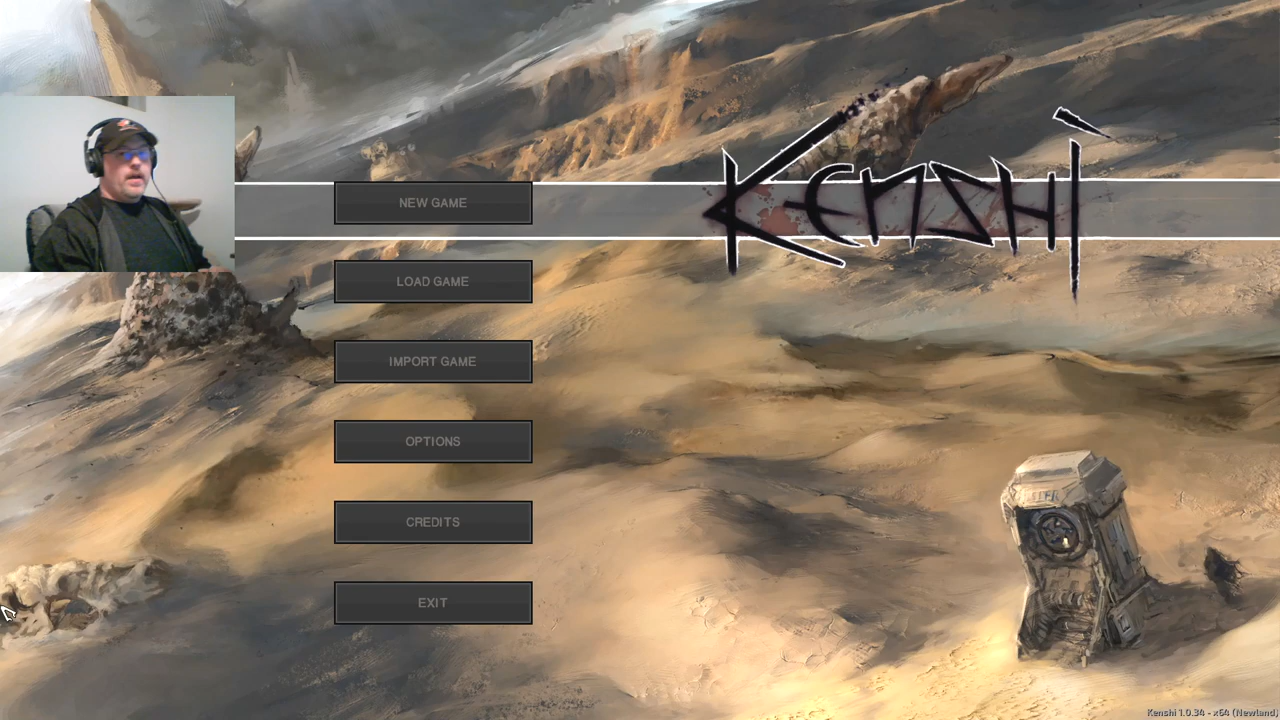 NEW GAME
KENSHI
LOAD GAME
IMPORT GAME
OPTIONS
CREDITS
EXIT
Kenshi 1.0.34 - x64 (Newland)